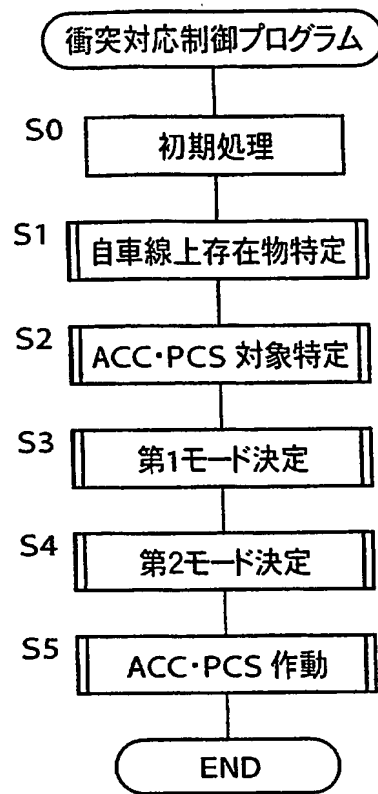 衝突対応制御プログラム
S0 初期処理
S1 自車線上存在物特定
S2 ACC・PCS 対象特定
S3 第1モード決定
S4 第2モード決定
S5 ACC・PCS 作動
END